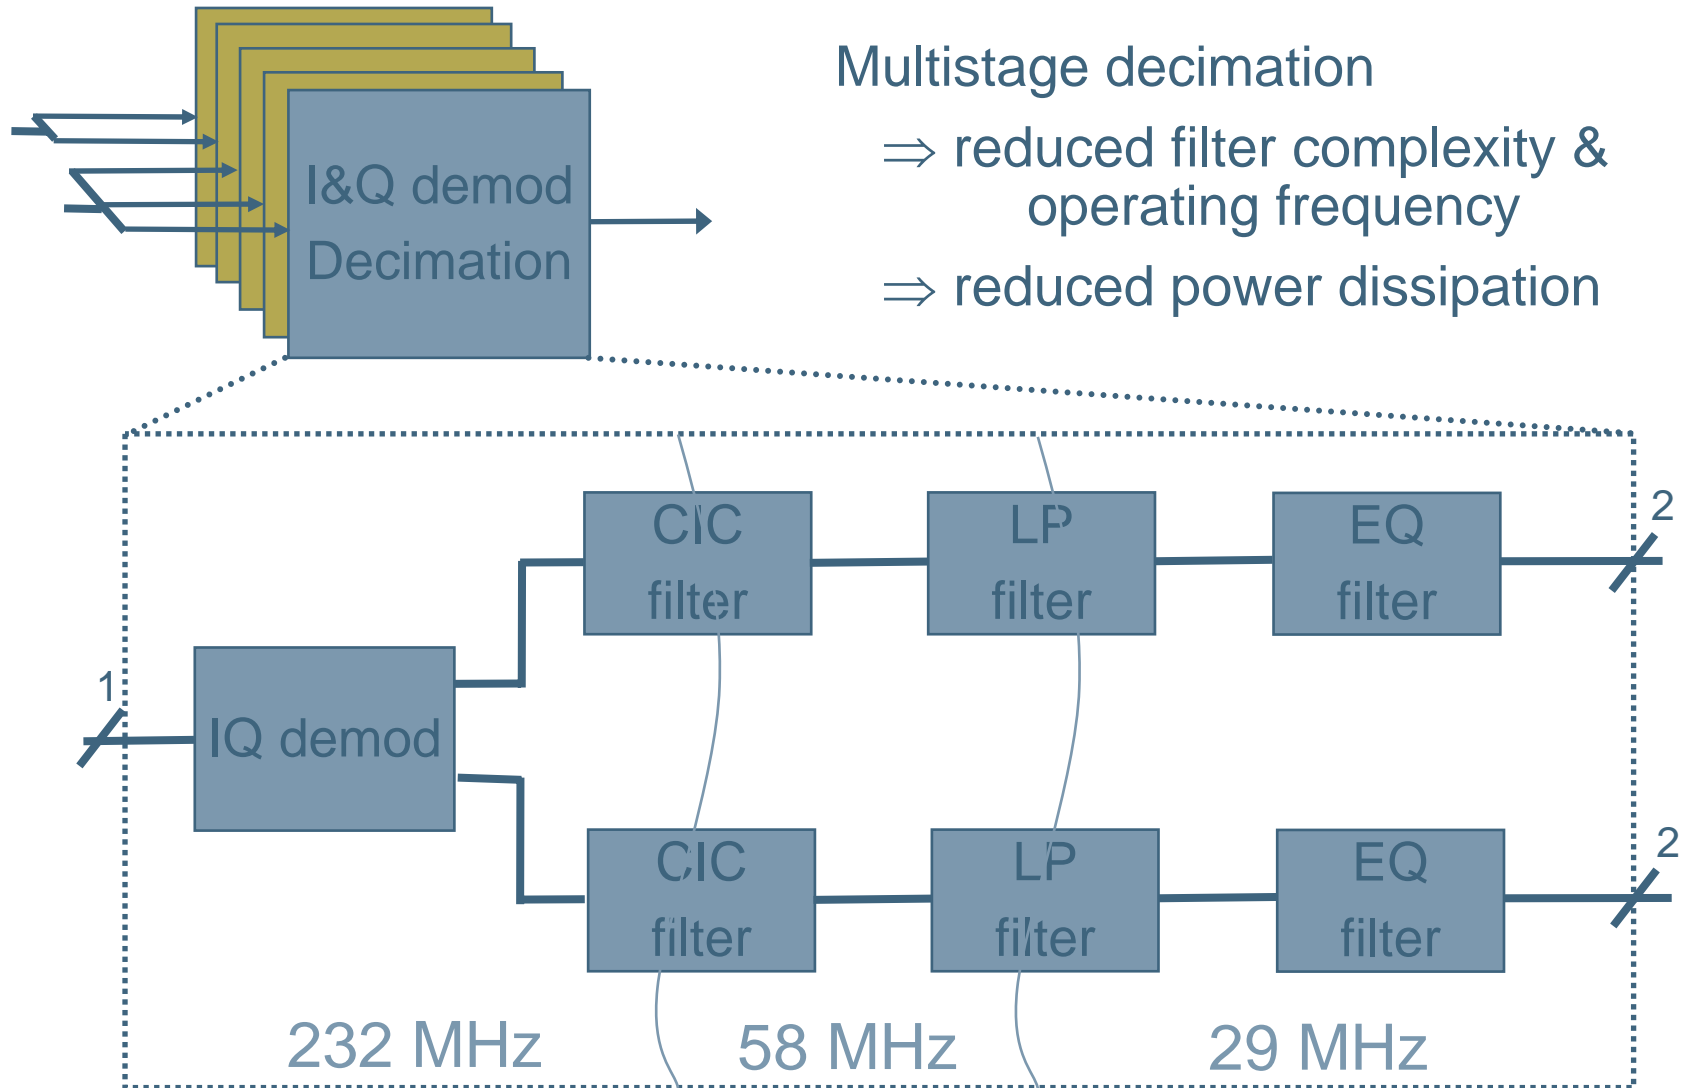 Multistage decimation
⇒ reduced filter complexity &
operating frequency
⇒ reduced power dissipation
I&Q demod
Decimation
CIC
filter
LP
filter
EQ
filter
2
1
IQ demod
CIC
filter
LP
filter
EQ
filter
2
232 MHz
58 MHz
29 MHz